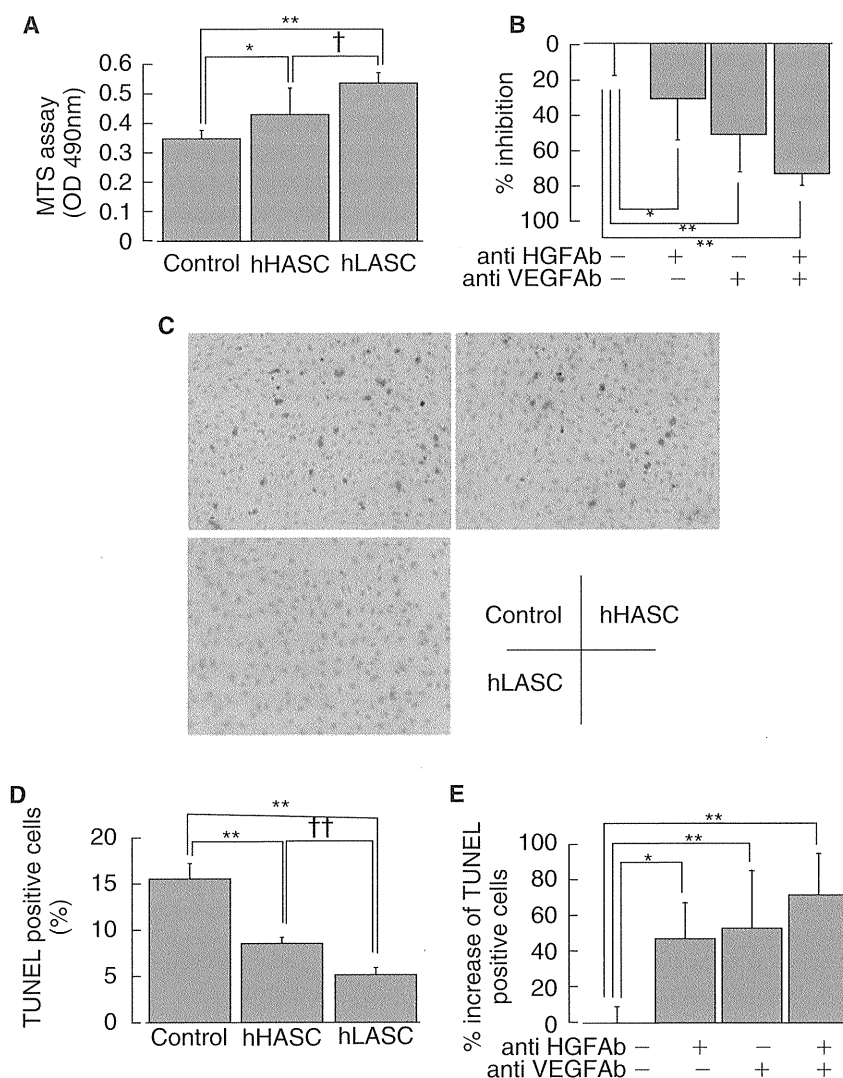 A
**
*
†
0.6
0.5
0.4
0.3
0.2
0.1
0
MTS assay
(OD 490nm)
Control hHASC hLASC
B
0
20
40
60
80
100
% inhibition
*
**
**
anti HGFAb − + − +
anti VEGFAb − − + +
C
Control hHASC
hLASC
D
**
**
††
20
15
10
5
0
TUNEL positive cells
(%)
Control hHASC hLASC
E
**
**
*
100
80
60
40
20
0
% increase of TUNEL
positive cells
anti HGFAb − + − +
anti VEGFAb − − + +